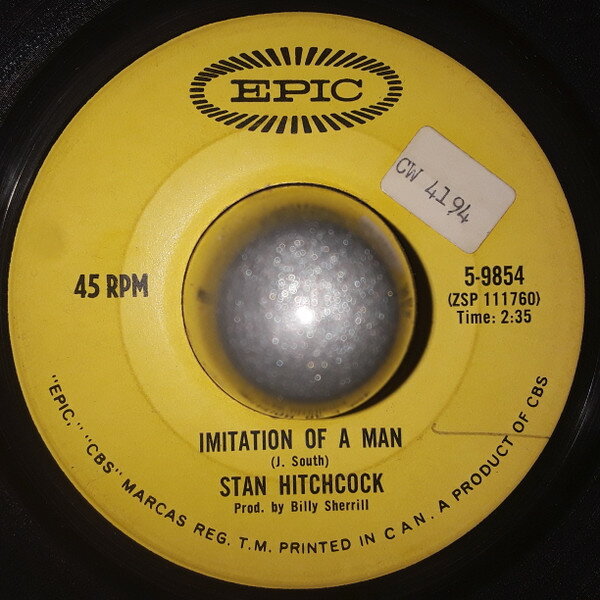 EPIC
CW 4194
45 RPM
5-9854
(ZSP 111760)
Time: 2:35
IMITATION OF A MAN
(J. South)
STAN HITCHCOCK
Prod. by Billy Sherrill
"EPIC," "CBS" MARCAS REG. T.M. PRINTED IN CAN. A PRODUCT OF CBS